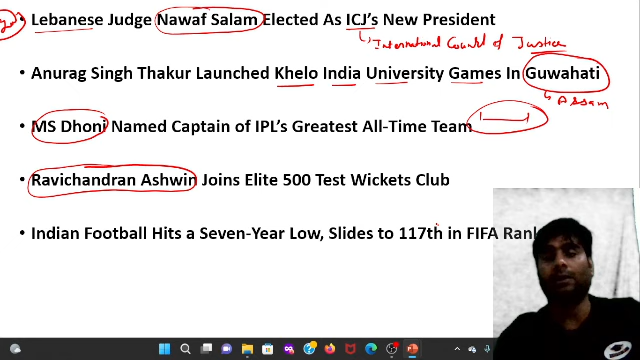 • Lebanese Judge Nawaf Salam Elected As ICJ's New President
International Court of Justice
• Anurag Singh Thakur Launched Khelo India University Games In Guwahati
Assam
• MS Dhoni Named Captain of IPL's Greatest All-Time Team
• Ravichandran Ashwin Joins Elite 500 Test Wickets Club
• Indian Football Hits a Seven-Year Low, Slides to 117th in FIFA Rank